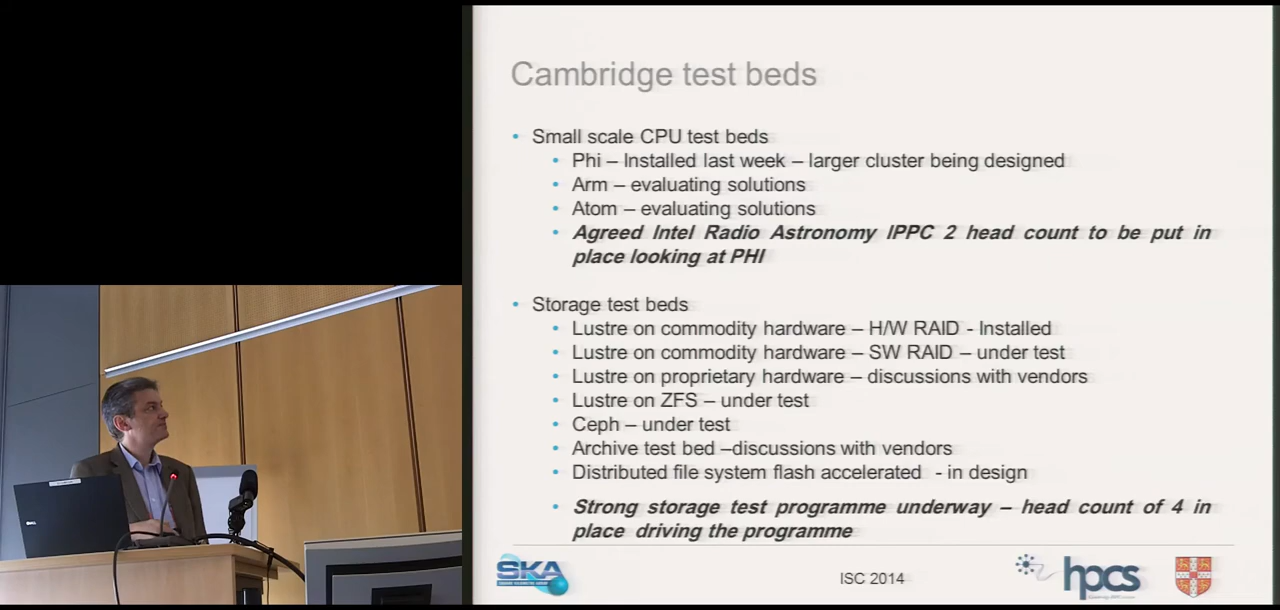 Cambridge test beds
Small scale CPU test beds
Phi – Installed last week – larger cluster being designed
Arm – evaluating solutions
Atom – evaluating solutions
Agreed Intel Radio Astronomy IPPC 2 head count to be put in
place looking at PHI
Storage test beds
Lustre on commodity hardware – H/W RAID - Installed
Lustre on commodity hardware – SW RAID – under test
Lustre on proprietary hardware – discussions with vendors
Lustre on ZFS – under test
Ceph – under test
Archive test bed –discussions with vendors
Distributed file system flash accelerated - in design
Strong storage test programme underway – head count of 4 in
place driving the programme
SKA
ISC 2014
hpcs
DELL